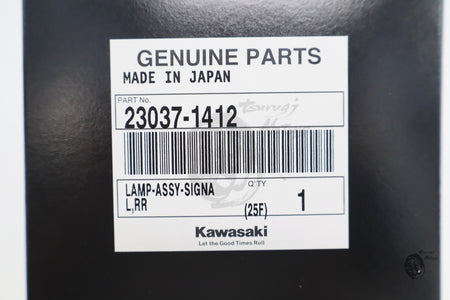 GENUINE PARTS
MADE IN JAPAN
PART No.
23037-1412
LAMP-ASSY-SIGNA
L,RR
Q'TY
(25F)
1
Kawasaki
Let the Good Times Roll
tsurugi